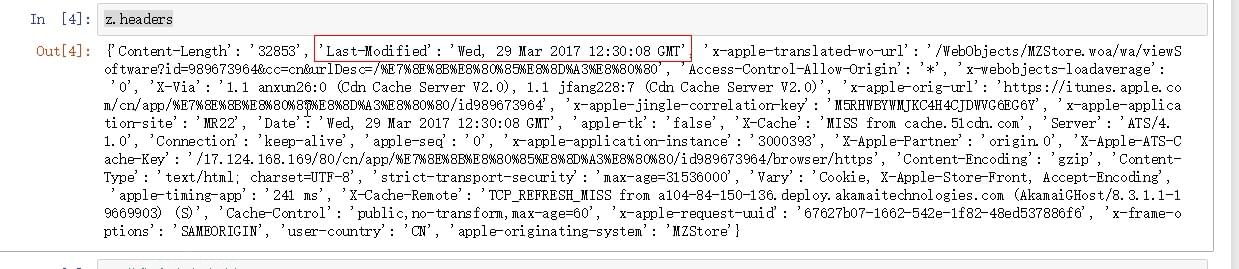 In [4]: z.headers
Out[4]: {'Content-Length': '32853', 'Last-Modified': 'Wed, 29 Mar 2017 12:30:08 GMT', 'x-apple-translated-wo-url': '/WebObjects/MZStore.woa/wa/viewS
oftware?id=989673964&cc=cn&urlDesc=/%E7%8E%8B%E8%80%85%E8%8D%A3%E8%80%80', 'Access-Control-Allow-Origin': '*', 'x-webobjects-loadaverage':
'0', 'X-Via': '1.1 anxun26:0 (Cdn Cache Server V2.0), 1.1 jfang228:7 (Cdn Cache Server V2.0)', 'x-apple-orig-url': 'https://itunes.apple.co
m/cn/app/%E7%8E%8B%E8%80%85%E8%8D%A3%E8%80%80/id989673964', 'x-apple-jingle-correlation-key': 'M5RHWBYWMJKC4H4CJDWVG6EG6Y', 'x-apple-applica
tion-site': 'MR22', 'Date': 'Wed, 29 Mar 2017 12:30:08 GMT', 'apple-tk': 'false', 'X-Cache': 'MISS from cache.51cdn.com', 'Server': 'ATS/4.
1.0', 'Connection': 'keep-alive', 'apple-seq': '0', 'x-apple-application-instance': '3000393', 'X-Apple-Partner': 'origin.0', 'X-Apple-ATS-C
ache-Key': '/17.124.168.169/80/cn/app/%E7%8E%8B%E8%80%85%E8%8D%A3%E8%80%80/id989673964/browser/https', 'Content-Encoding': 'gzip', 'Content-
Type': 'text/html; charset=UTF-8', 'strict-transport-security': 'max-age=31536000', 'Vary': 'Cookie, X-Apple-Store-Front, Accept-Encoding',
'apple-timing-app': '241 ms', 'X-Cache-Remote': 'TCP_REFRESH_MISS from a104-84-150-136.deploy.akamaitechnologies.com (AkamaiGHost/8.3.1.1-1
9669903) (S)', 'Cache-Control': 'public,no-transform,max-age=60', 'x-apple-request-uuid': '67627b07-1662-542e-1f82-48ed537886f6', 'x-frame-o
ptions': 'SAMEORIGIN', 'user-country': 'CN', 'apple-originating-system': 'MZStore'}